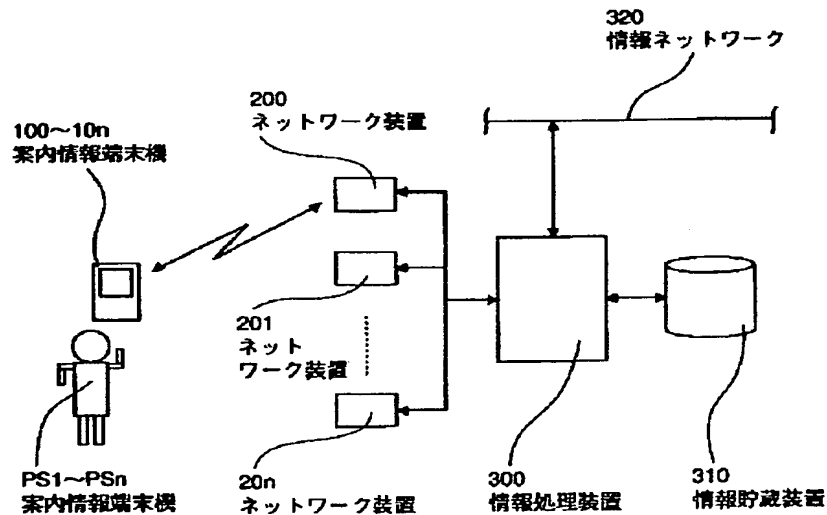 320
情報ネットワーク
200
ネットワーク装置
100～10n
案内情報端末機
201
ネット
ワーク装置
PS1～PSn
案内情報端末機
20n
ネットワーク装置
300
情報処理装置
310
情報貯蔵装置